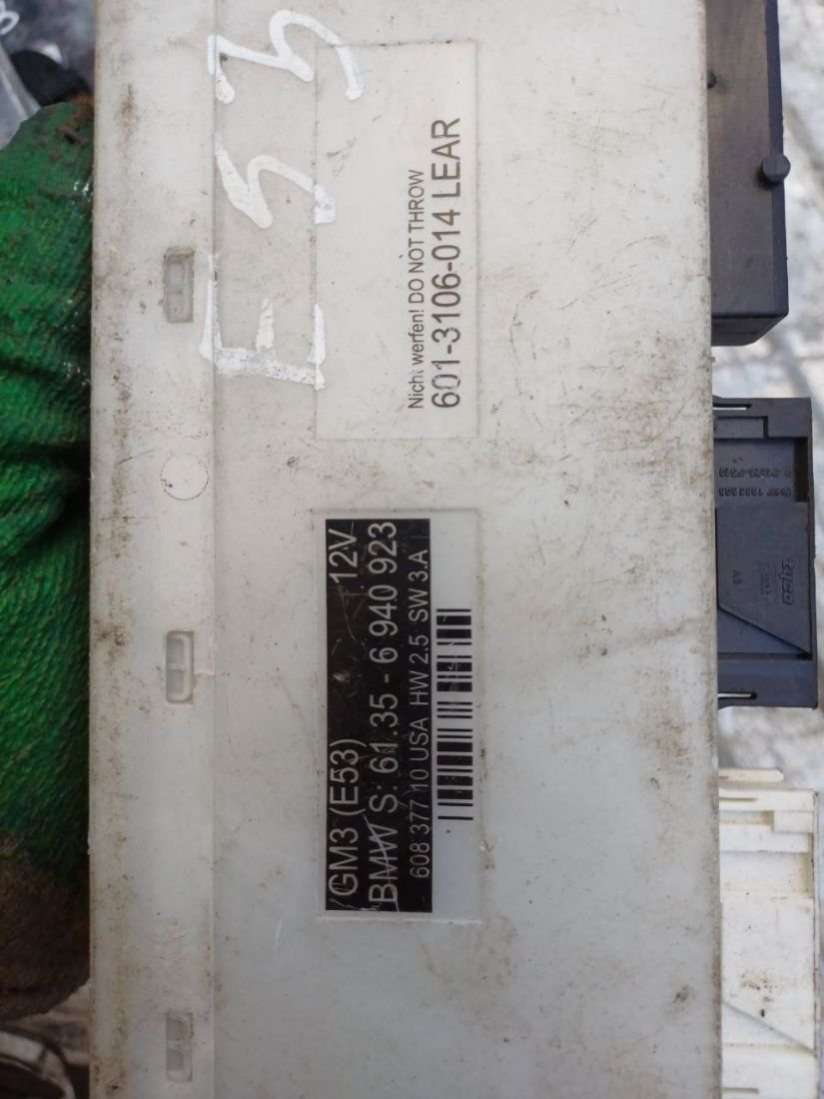 E53
Nicht werfen! DO NOT THROW
601-3106-014 LEAR
GM3 (E53) 12V
BMW S: 61.35 - 6 940 923
608 377 10 USA HW 2.5 SW 3.A
tyco